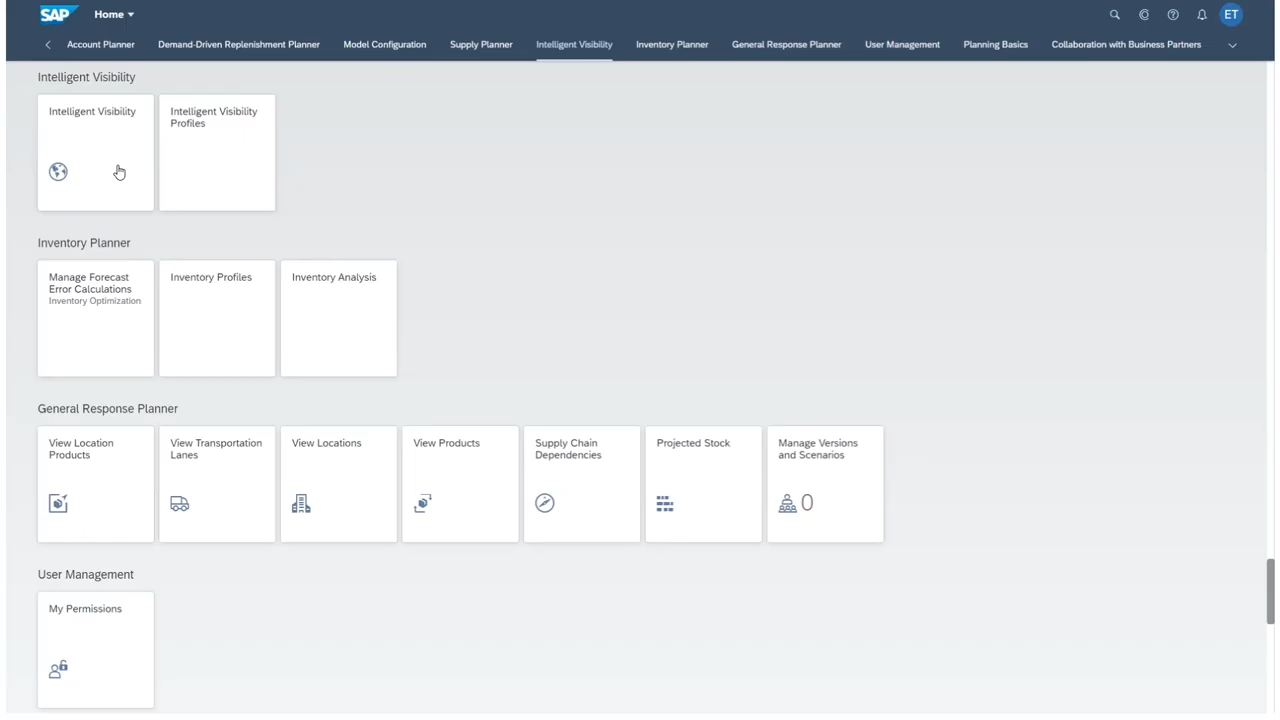 SAP Home ET
Account Planner Demand-Driven Replenishment Planner Model Configuration Supply Planner Intelligent Visibility Inventory Planner General Response Planner User Management Planning Basics Collaboration with Business Partners
Intelligent Visibility
Intelligent Visibility
Intelligent Visibility
Profiles
Inventory Planner
Manage Forecast
Error Calculations
Inventory Optimization
Inventory Profiles
Inventory Analysis
General Response Planner
View Location
Products
View Transportation
Lanes
View Locations
View Products
Supply Chain
Dependencies
Projected Stock
Manage Versions
and Scenarios
0
User Management
My Permissions